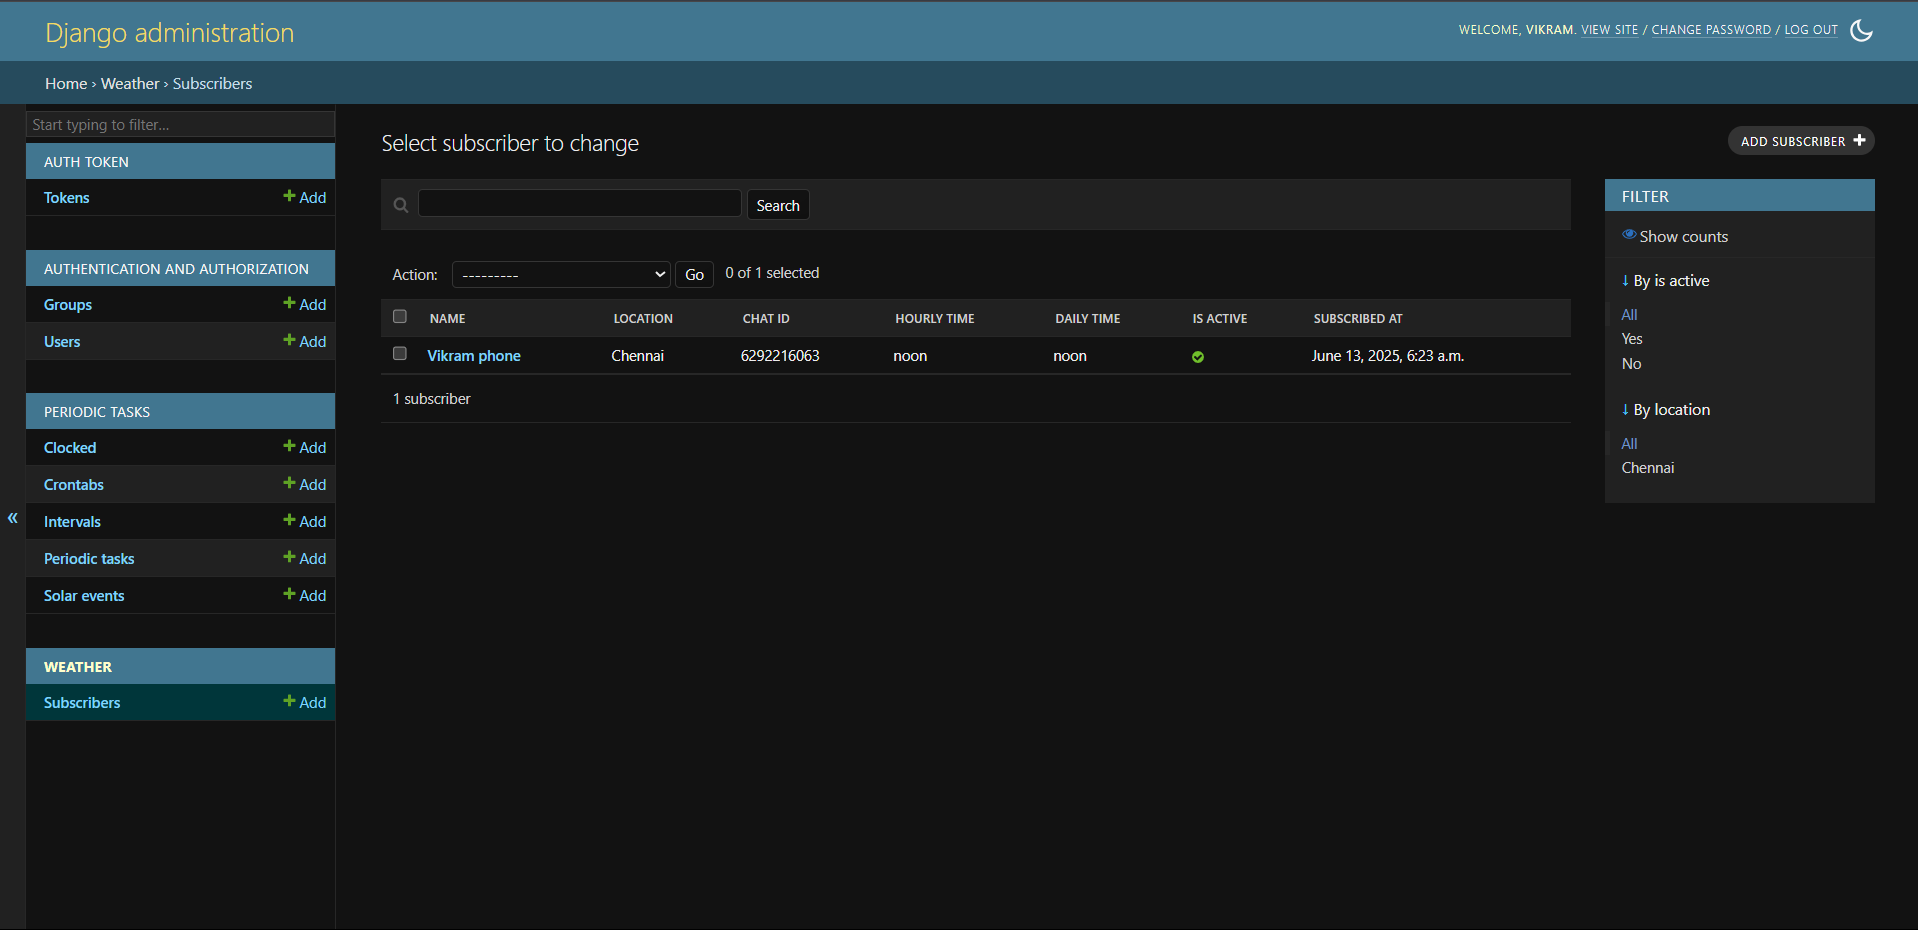 Django administration
WELCOME, VIKRAM. VIEW SITE / CHANGE PASSWORD / LOG OUT
Home › Weather › Subscribers
Start typing to filter...
AUTH TOKEN
Tokens
Add
AUTHENTICATION AND AUTHORIZATION
Groups
Add
Users
Add
PERIODIC TASKS
Clocked
Add
Crontabs
Add
Intervals
Add
Periodic tasks
Add
Solar events
Add
WEATHER
Subscribers
Add
«
Select subscriber to change
ADD SUBSCRIBER
Search
Action: --------- Go 0 of 1 selected
NAME LOCATION CHAT ID HOURLY TIME DAILY TIME IS ACTIVE SUBSCRIBED AT
Vikram phone Chennai 6292216063 noon noon June 13, 2025, 6:23 a.m.
1 subscriber
FILTER
Show counts
↓ By is active
All
Yes
No
↓ By location
All
Chennai